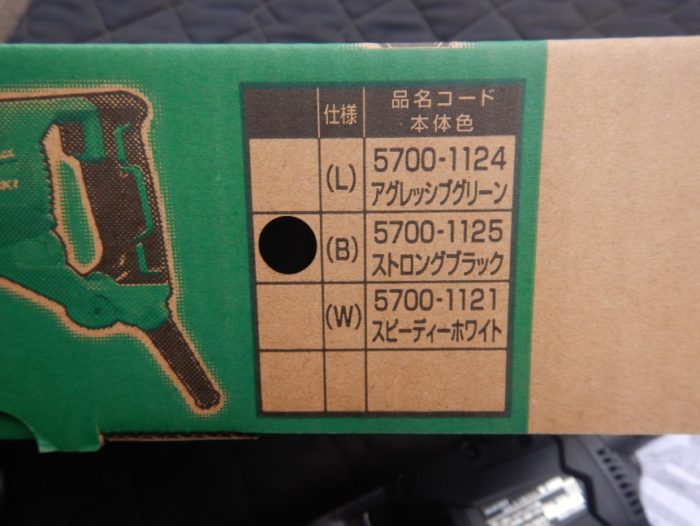 仕様
品名コード
本体色
(L)
5700-1124
アグレッシブグリーン
(B)
5700-1125
ストロングブラック
(W)
5700-1121
スピーディーホワイト